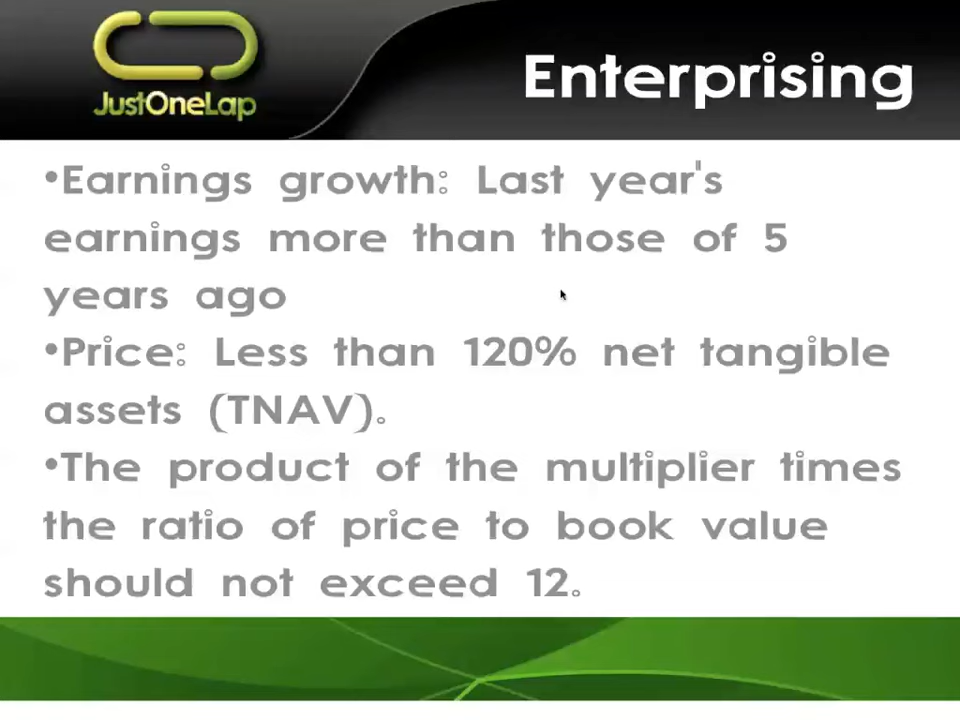 JustOneLap
Enterprising
•Earnings growth: Last year's
earnings more than those of 5
years ago
•Price: Less than 120% net tangible
assets (TNAV).
•The product of the multiplier times
the ratio of price to book value
should not exceed 12.